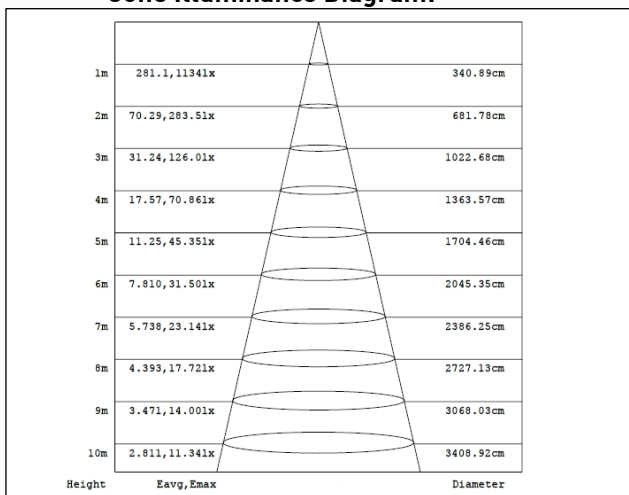 1m 281.1,1134lx 340.89cm
2m 70.29,283.5lx 681.78cm
3m 31.24,126.0lx 1022.68cm
4m 17.57,70.86lx 1363.57cm
5m 11.25,45.35lx 1704.46cm
6m 7.810,31.50lx 2045.35cm
7m 5.738,23.14lx 2386.25cm
8m 4.393,17.72lx 2727.13cm
9m 3.471,14.00lx 3068.03cm
10m 2.811,11.34lx 3408.92cm
Height Eavg,Emax Diameter